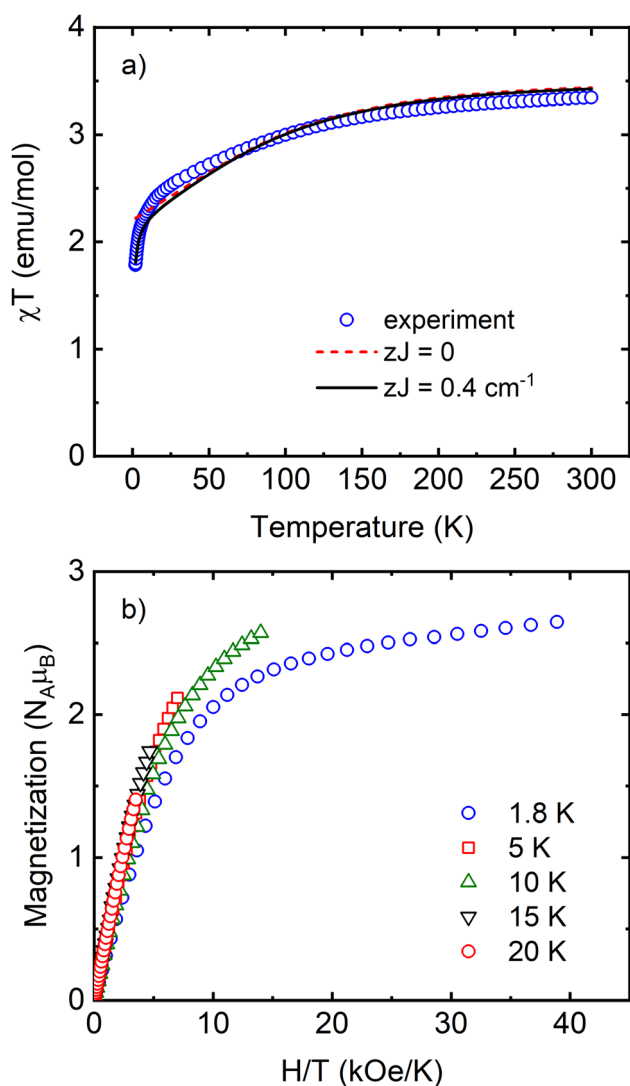 a)
χT (emu/mol)
4
3
2
1
0
experiment
zJ = 0
zJ = 0.4 cm⁻¹
0 50 100 150 200 250 300
Temperature (K)
b)
Magnetization (N_Aμ_B)
3
2
1
0
1.8 K
5 K
10 K
15 K
20 K
0 10 20 30 40
H/T (kOe/K)